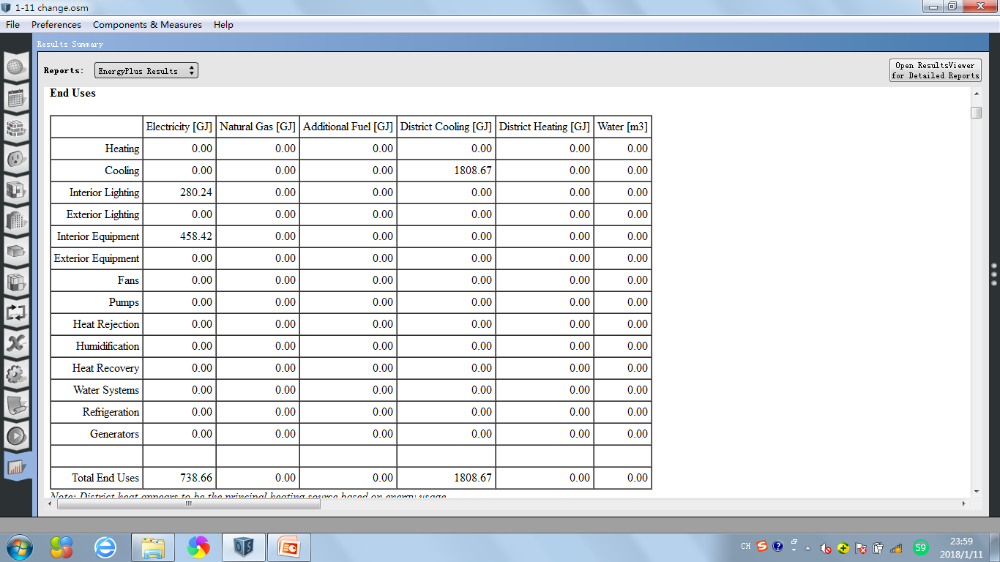 1-11 change.osm
File Preferences Components & Measures Help
Results Summary
Reports: EnergyPlus Results
Open ResultsViewer
for Detailed Reports
End Uses
Electricity [GJ] Natural Gas [GJ] Additional Fuel [GJ] District Cooling [GJ] District Heating [GJ] Water [m3]
Heating 0.00 0.00 0.00 0.00 0.00 0.00
Cooling 0.00 0.00 0.00 1808.67 0.00 0.00
Interior Lighting 280.24 0.00 0.00 0.00 0.00 0.00
Exterior Lighting 0.00 0.00 0.00 0.00 0.00 0.00
Interior Equipment 458.42 0.00 0.00 0.00 0.00 0.00
Exterior Equipment 0.00 0.00 0.00 0.00 0.00 0.00
Fans 0.00 0.00 0.00 0.00 0.00 0.00
Pumps 0.00 0.00 0.00 0.00 0.00 0.00
Heat Rejection 0.00 0.00 0.00 0.00 0.00 0.00
Humidification 0.00 0.00 0.00 0.00 0.00 0.00
Heat Recovery 0.00 0.00 0.00 0.00 0.00 0.00
Water Systems 0.00 0.00 0.00 0.00 0.00 0.00
Refrigeration 0.00 0.00 0.00 0.00 0.00 0.00
Generators 0.00 0.00 0.00 0.00 0.00 0.00
Total End Uses 738.66 0.00 0.00 1808.67 0.00 0.00
Note: District heat appears to be the principal heating source based on energy usage
CH 59 23:59
2018/1/11